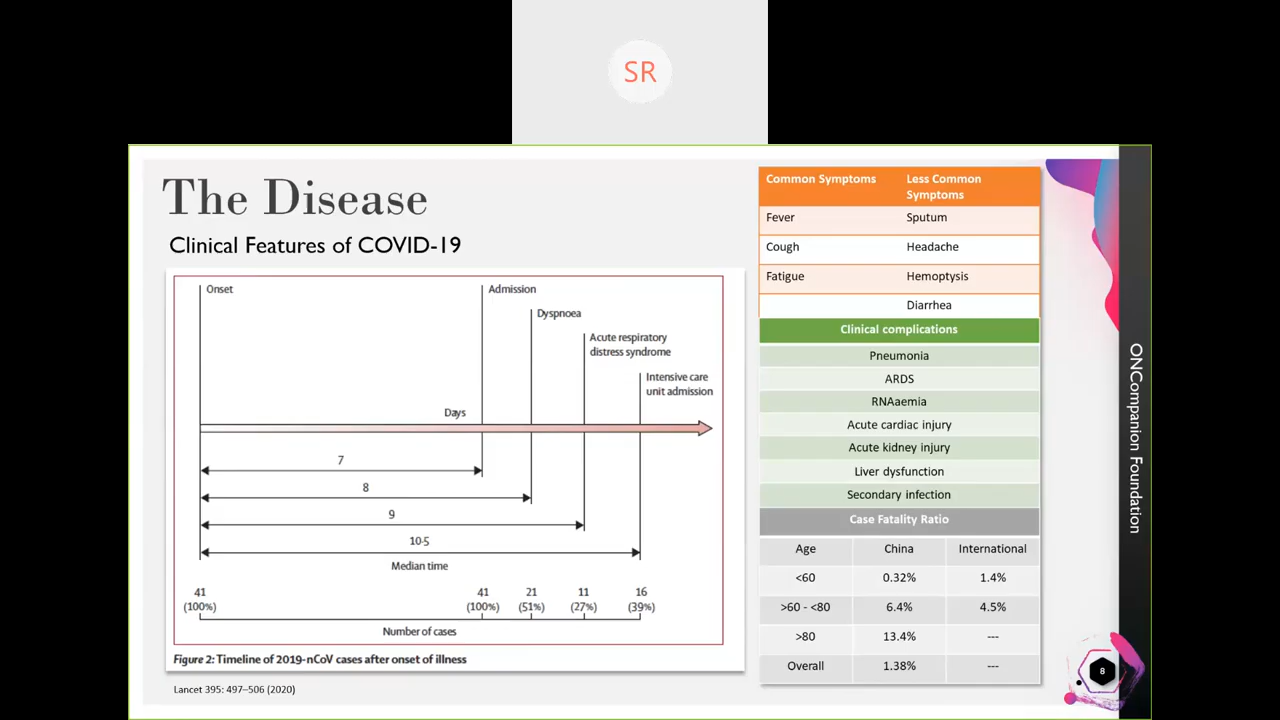 SR
The Disease
Clinical Features of COVID-19
Onset
Admission
Dyspnoea
Acute respiratory
distress syndrome
Intensive care
unit admission
Days
7
8
9
10·5
Median time
41 41 21 11 16
(100%) (100%) (51%) (27%) (39%)
Number of cases
Figure 2: Timeline of 2019-nCoV cases after onset of illness
Lancet 395: 497–506 (2020)
Common Symptoms Less Common
Symptoms
Fever Sputum
Cough Headache
Fatigue Hemoptysis
Diarrhea
Clinical complications
Pneumonia
ARDS
RNAaemia
Acute cardiac injury
Acute kidney injury
Liver dysfunction
Secondary infection
Case Fatality Ratio
Age China International
<60 0.32% 1.4%
>60 - <80 6.4% 4.5%
>80 13.4% ---
Overall 1.38% ---
ONCompanion Foundation
8